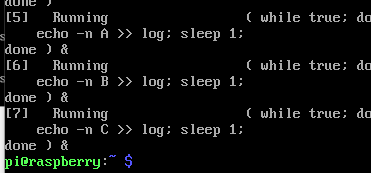 done )
[5]   Running                 ( while true; do
    echo -n A >> log; sleep 1;
done ) &
[6]   Running                 ( while true; do
    echo -n B >> log; sleep 1;
done ) &
[7]   Running                 ( while true; do
    echo -n C >> log; sleep 1;
done ) &
pi@raspberry:~ $